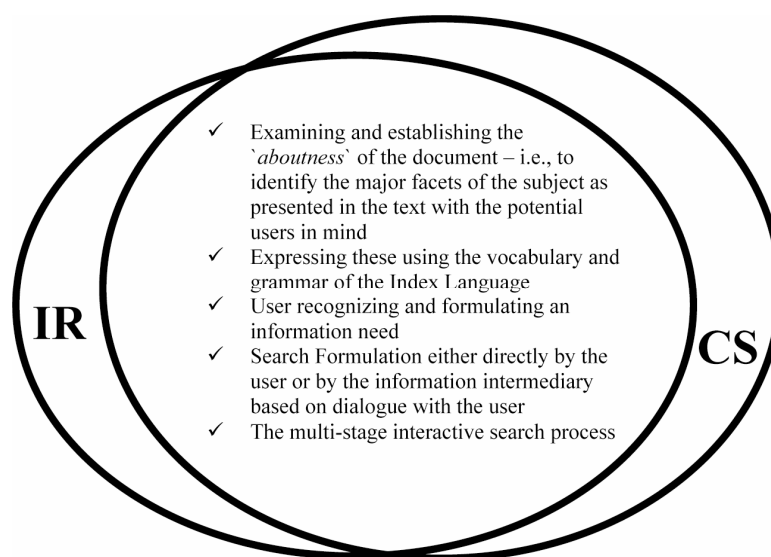 ✓ Examining and establishing the
`aboutness` of the document – i.e., to
identify the major facets of the subject as
presented in the text with the potential
users in mind
✓ Expressing these using the vocabulary and
grammar of the Index Language
✓ User recognizing and formulating an
information need
✓ Search Formulation either directly by the
user or by the information intermediary
based on dialogue with the user
✓ The multi-stage interactive search process
IR
CS